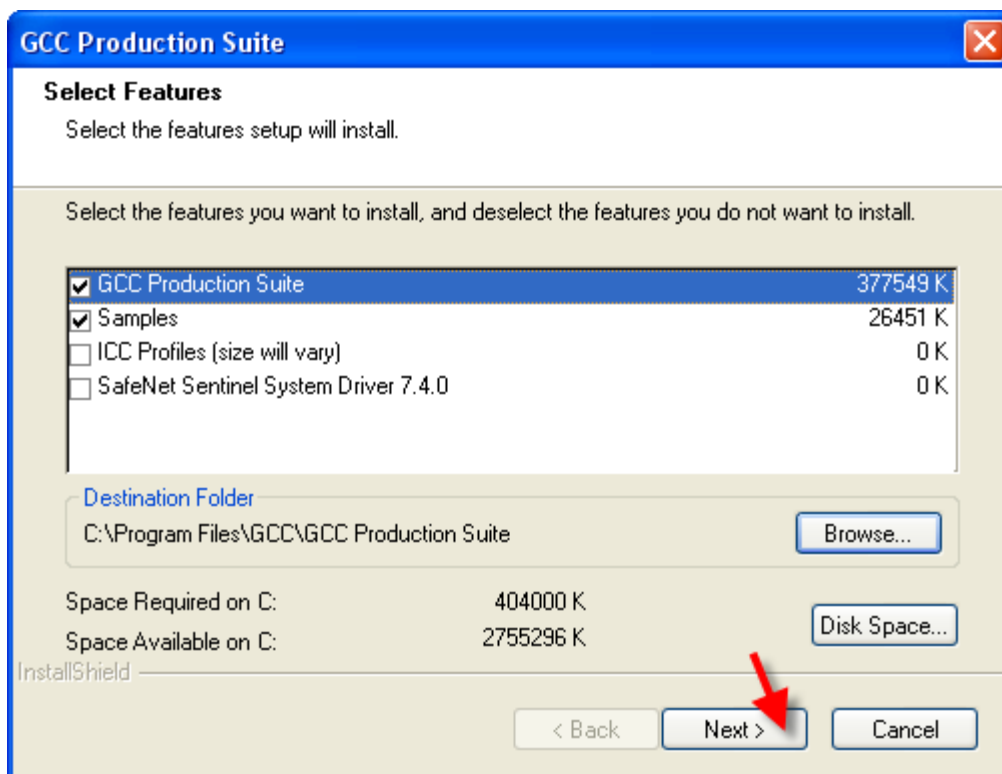 GCC Production Suite
Select Features
Select the features setup will install.
Select the features you want to install, and deselect the features you do not want to install.
GCC Production Suite 377549 K
Samples 26451 K
ICC Profiles (size will vary) 0 K
SafeNet Sentinel System Driver 7.4.0 0 K
Destination Folder
C:\Program Files\GCC\GCC Production Suite Browse...
Space Required on C: 404000 K
Space Available on C: 2755296 K Disk Space...
InstallShield
< Back Next > Cancel